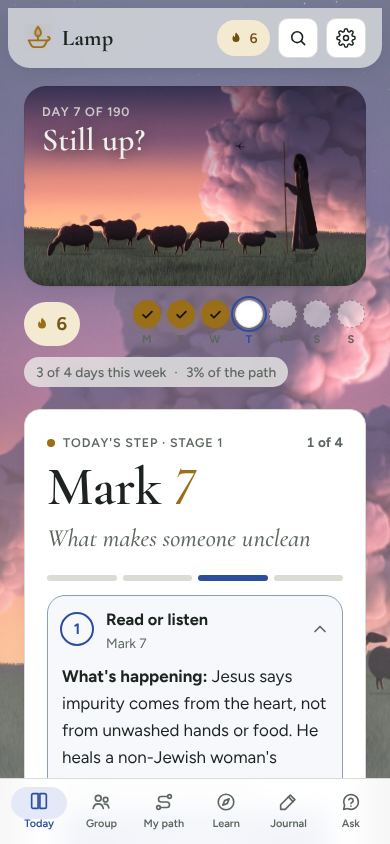 Lamp
6
DAY 7 OF 190
Still up?
6
M T W T F S S
3 of 4 days this week · 3% of the path
TODAY'S STEP · STAGE 1
1 of 4
Mark 7
What makes someone unclean
1
Read or listen
Mark 7
What's happening: Jesus says
impurity comes from the heart, not
from unwashed hands or food. He
heals a non-Jewish woman's
Today
Group
My path
Learn
Journal
Ask